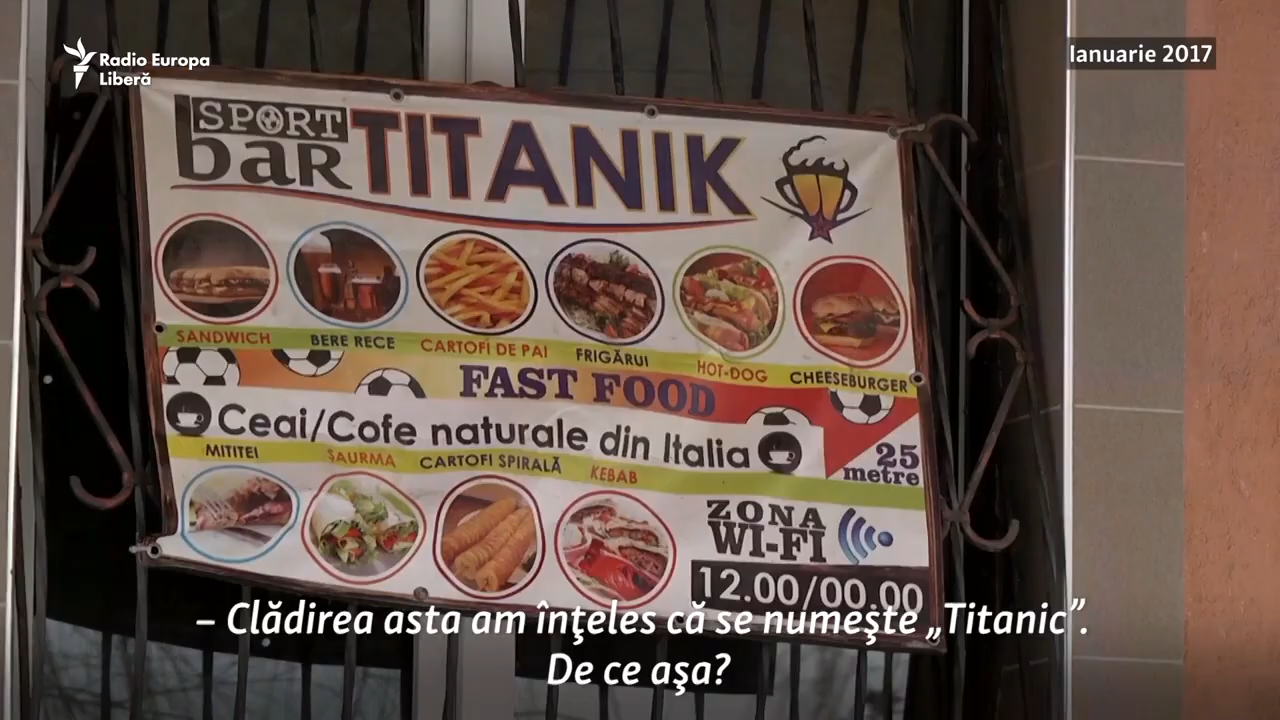 Radio Europa
Liberă
Ianuarie 2017
SPORT
baR TITANIK
SANDWICH BERE RECE CARTOFI DE PAI FRIGĂRUI HOT-DOG CHEESEBURGER
FAST FOOD
Ceai/Cofe naturale din Italia
25
metre
MITITEI ŞAURMA CARTOFI SPIRALĂ KEBAB
ZONA
WI-FI
12.00/00.00
– Clădirea asta am înţeles că se numeşte „Titanic”.
De ce aşa?